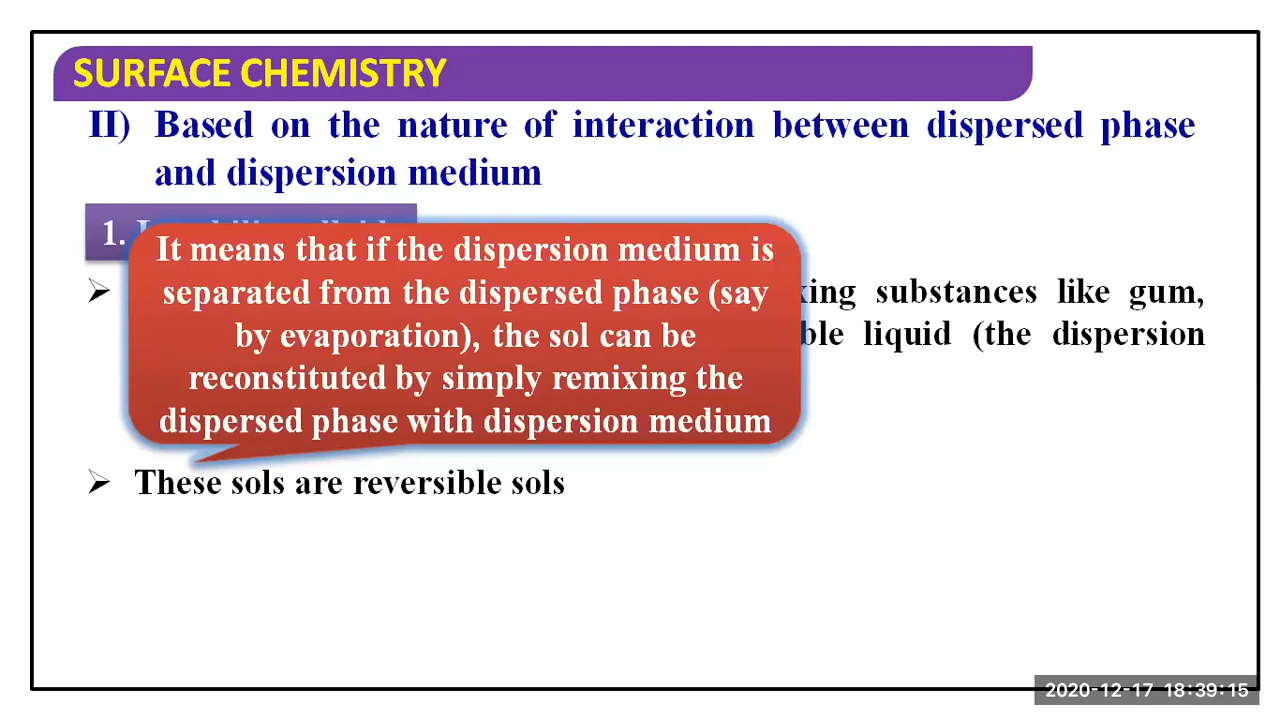 SURFACE CHEMISTRY
II) Based on the nature of interaction between dispersed phase
and dispersion medium
1.
It means that if the dispersion medium is
separated from the dispersed phase (say
by evaporation), the sol can be
reconstituted by simply remixing the
dispersed phase with dispersion medium
substances like gum,
liquid (the dispersion
➢ These sols are reversible sols
2020-12-17 18:39:15